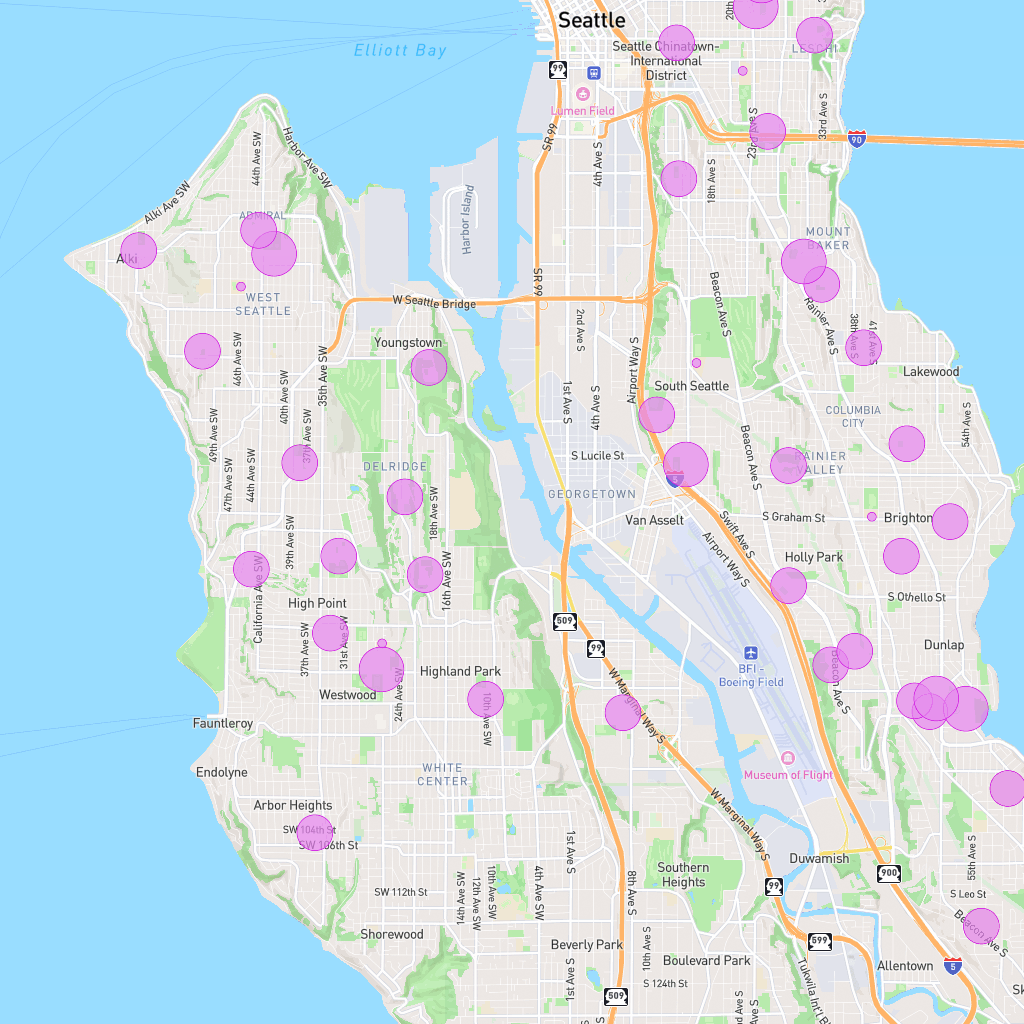 Seattle
20th
Elliott Bay
Seattle Chinatown-
International
District
LESCHI
99
Lumen Field
SR 99
4th Ave S
23rd Ave S
33rd Ave S
90
44th Ave SW
Harbor Ave SW
18th Ave S
Alki Ave SW
Harbor Island
ADMIRAL
MOUNT
BAKER
Alki
SR 99
Beacon Ave S
WEST
SEATTLE
W Seattle Bridge
Rainier Ave S
2nd Ave S
38th Ave S
41st Ave S
Youngstown
46th Ave SW
35th Ave SW
Airport Way S
Lakewood
South Seattle
40th Ave SW
1st Ave S
4th Ave S
COLUMBIA
CITY
49th Ave SW
37th Ave SW
54th Ave S
Beacon Ave S
S Lucile St
RAINIER
VALLEY
DELRIDGE
47th Ave SW
44th Ave SW
5
GEORGETOWN
18th Ave SW
Van Asselt
S Graham St
Brighton
39th Ave SW
Swift Ave S
Airport Way S
Holly Park
16th Ave SW
California Ave SW
S Othello St
High Point
509
37th Ave SW
31st Ave SW
99
Dunlap
BFI -
Boeing Field
Highland Park
Beacon Ave S
Westwood
24th Ave SW
10th Ave SW
W Marginal Way S
Fauntleroy
Endolyne
WHITE
CENTER
Museum of Flight
Arbor Heights
W Marginal Way S
SW 104th St
SW 106th St
1st Ave S
Duwamish
55th Ave S
Southern
Heights
900
SW 112th St
14th Ave SW
12th Ave SW
10th Ave SW
4th Ave SW
8th Ave S
99
S Leo St
Beacon Ave S
Shorewood
Beverly Park
10th Ave S
599
Boulevard Park
Allentown
5
1st Ave S
S 124th St
Tukwila Int'l Bl
Sk
509
nd Ave S
th Ave S